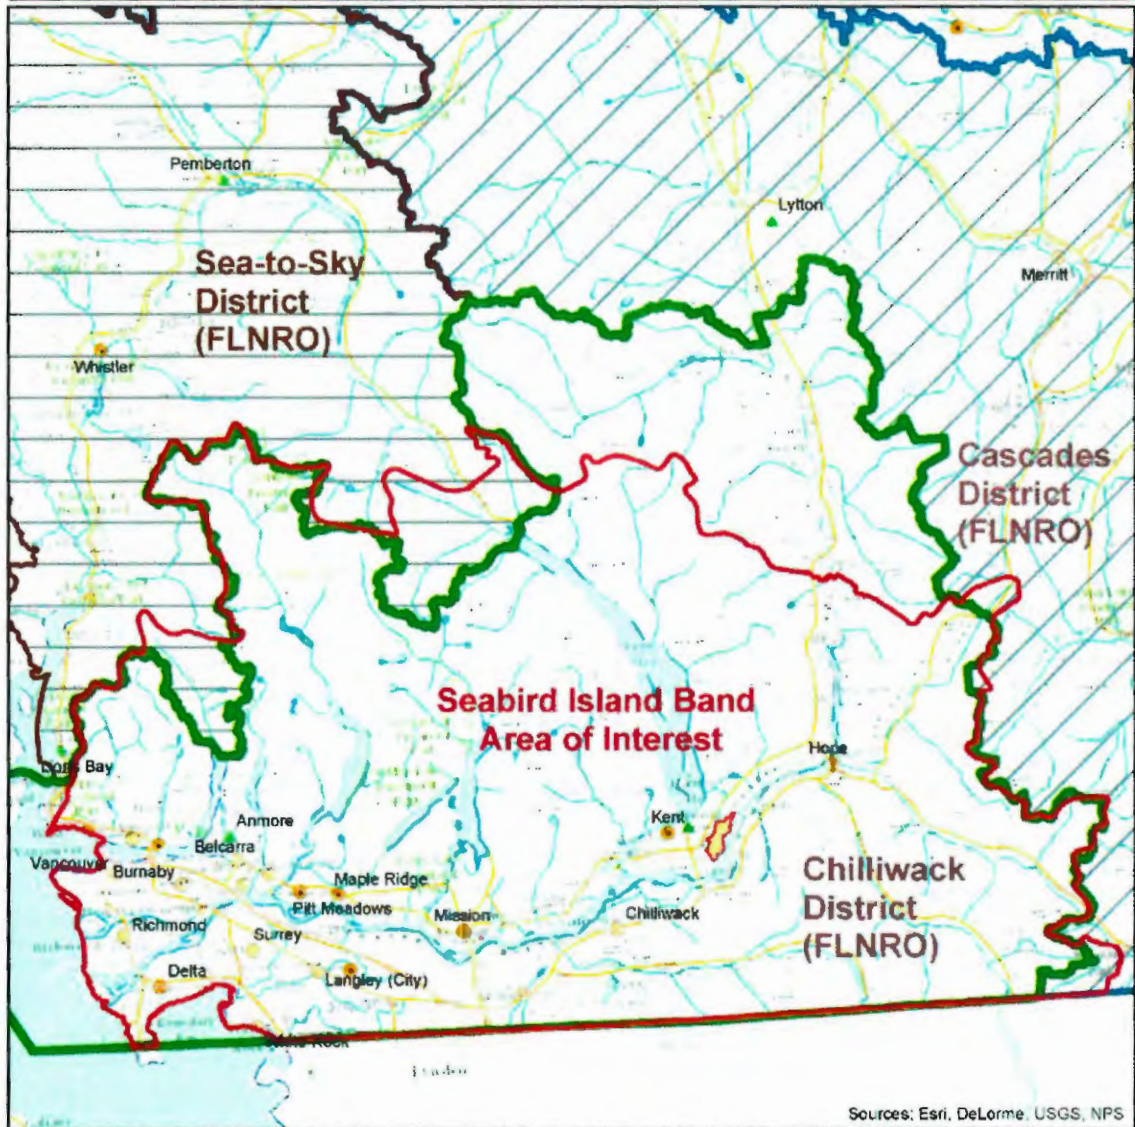 Pemberton
Lytton
Sea-to-Sky
District
(FLNRO)
Merritt
Whistler
Cascades
District
(FLNRO)
Seabird Island Band
Area of Interest
Hope
Lions Bay
Kent
Anmore
Belcarra
Vancouver
Burnaby
Maple Ridge
Chilliwack
District
(FLNRO)
Pitt Meadows
Mission
Chilliwack
Richmond
Surrey
Delta
Langley (City)
White Rock
Lynden
Sources: Esri, DeLorme, USGS, NPS